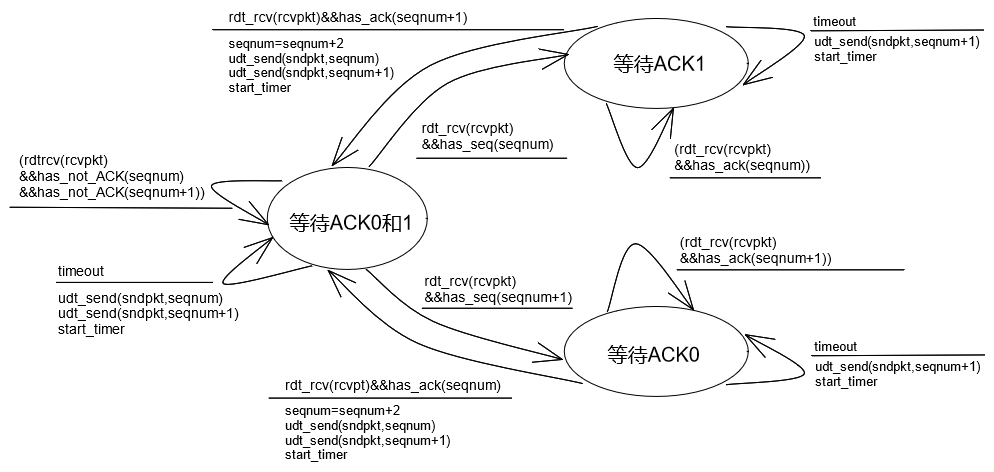 rdt_rcv(rcvpkt)&&has_ack(seqnum+1)
seqnum=seqnum+2
udt_send(sndpkt,seqnum)
udt_send(sndpkt,seqnum+1)
start_timer
等待ACK1
timeout
udt_send(sndpkt,seqnum+1)
start_timer
rdt_rcv(rcvpkt)
&&has_seq(seqnum)
(rdt_rcv(rcvpkt)
&&has_ack(seqnum))
(rdtrcv(rcvpkt)
&&has_not_ACK(seqnum)
&&has_not_ACK(seqnum+1))
等待ACK0和1
timeout
udt_send(sndpkt,seqnum)
udt_send(sndpkt,seqnum+1)
start_timer
rdt_rcv(rcvpkt)
&&has_seq(seqnum+1)
(rdt_rcv(rcvpkt)
&&has_ack(seqnum+1))
等待ACK0
timeout
udt_send(sndpkt,seqnum+1)
start_timer
rdt_rcv(rcvpt)&&has_ack(seqnum)
seqnum=seqnum+2
udt_send(sndpkt,seqnum)
udt_send(sndpkt,seqnum+1)
start_timer